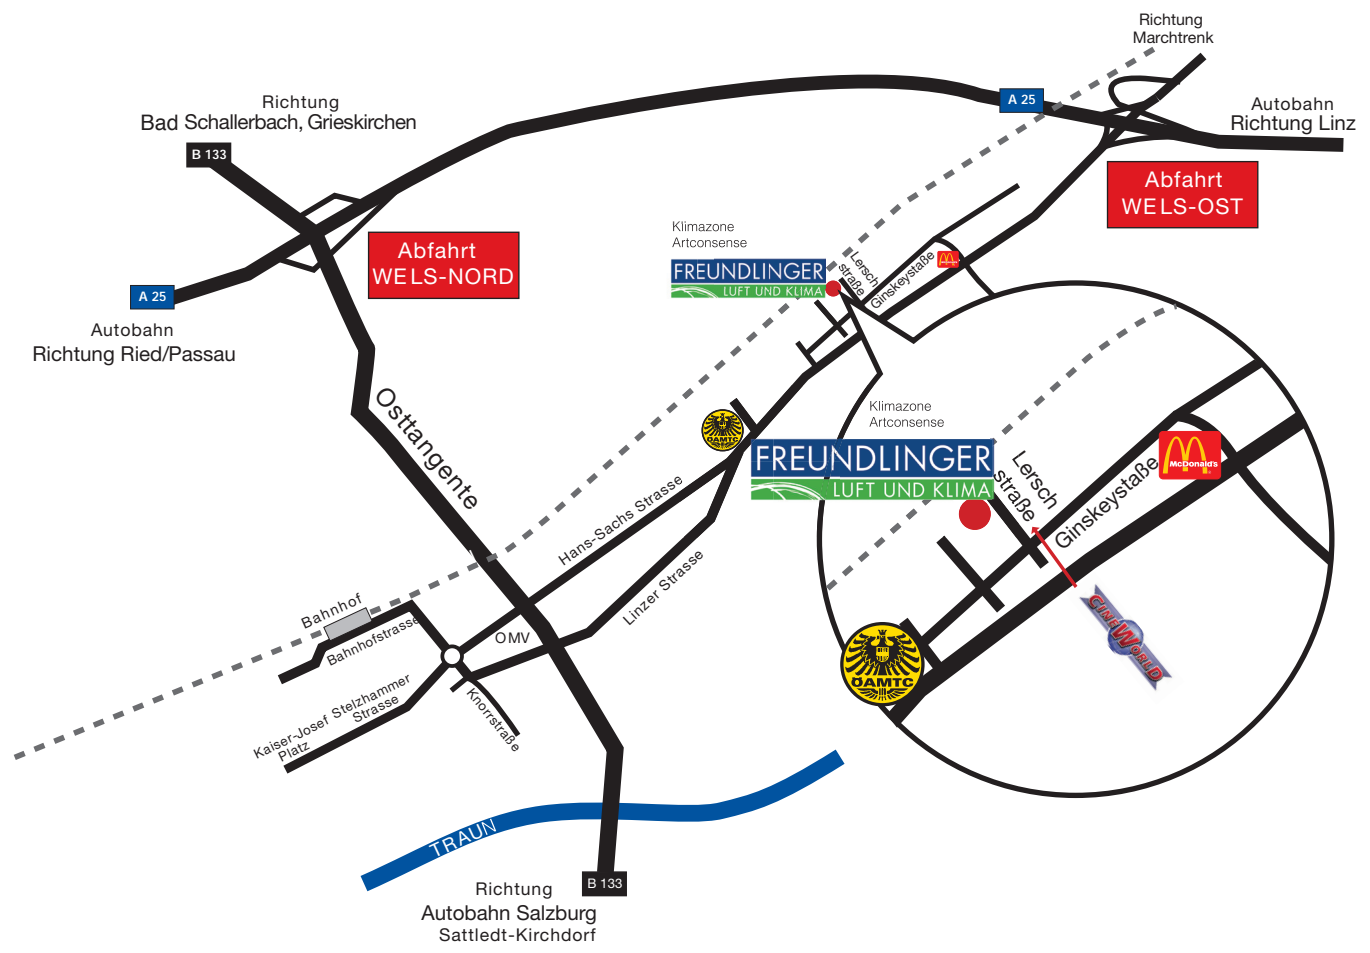 Richtung
Marchtrenk
A 25
Autobahn
Richtung Linz
Richtung
Bad Schallerbach, Grieskirchen
B 133
Abfahrt
WELS-OST
Abfahrt
WELS-NORD
Klimazone
Artconsense
FREUNDLINGER
LUFT UND KLIMA
Lersch
straße
Ginskeystaße
A 25
Autobahn
Richtung Ried/Passau
Osttangente
ÖAMTC
Klimazone
Artconsense
FREUNDLINGER
LUFT UND KLIMA
Lersch
straße
Ginskeystaße
McDonald's
Hans-Sachs Strasse
Linzer Strasse
Bahnhof
Bahnhofstrasse
OMV
CINEWORLD
ÖAMTC
Stelzhammer
Strasse
Kaiser-Josef
Platz
Knorrstraße
TRAUN
B 133
Richtung
Autobahn Salzburg
Sattledt-Kirchdorf